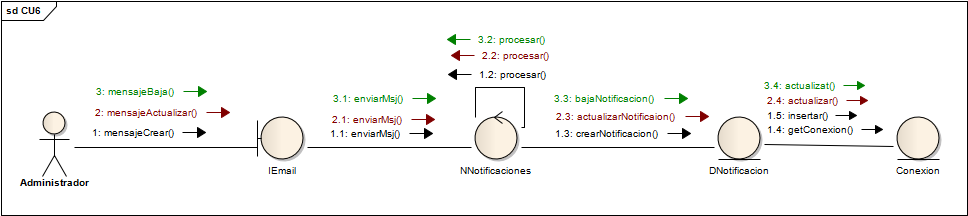 sd CU6
3.2: procesar()
2.2: procesar()
1.2: procesar()
3: mensajeBaja()
2: mensajeActualizar()
1: mensajeCrear()
3.1: enviarMsj()
2.1: enviarMsj()
1.1: enviarMsj()
3.3: bajaNotificacion()
2.3: actualizarNotificaion()
1.3: crearNotificacion()
3.4: actualizat()
2.4: actualizar()
1.5: insertar()
1.4: getConexion()
Administrador
IEmail
NNotificaciones
DNotificacion
Conexion